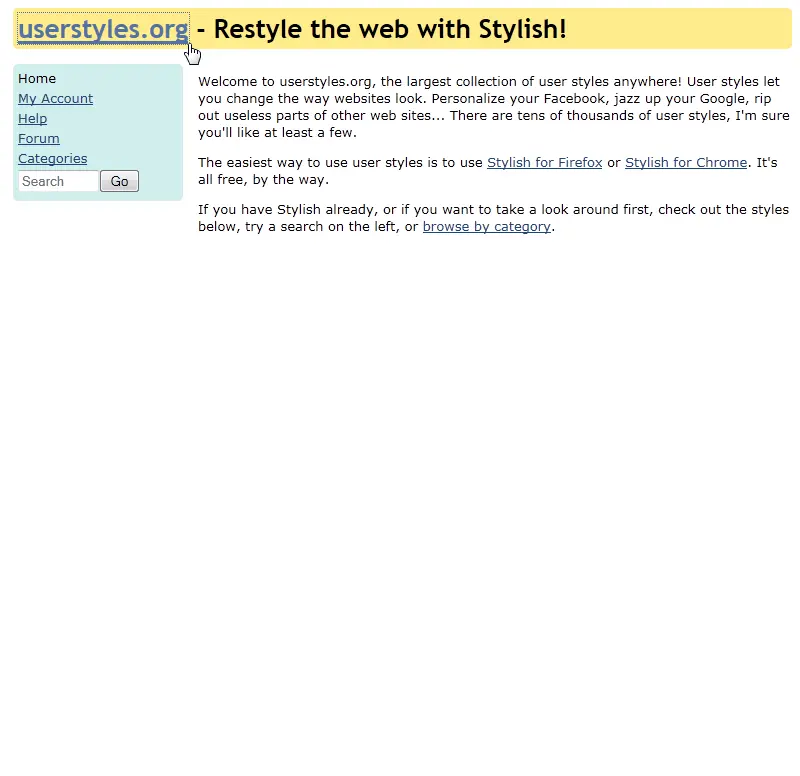 userstyles.org - Restyle the web with Stylish!
Home
My Account
Help
Forum
Categories
Search Go
Welcome to userstyles.org, the largest collection of user styles anywhere! User styles let
you change the way websites look. Personalize your Facebook, jazz up your Google, rip
out useless parts of other web sites... There are tens of thousands of user styles, I'm sure
you'll like at least a few.
The easiest way to use user styles is to use Stylish for Firefox or Stylish for Chrome. It's
all free, by the way.
If you have Stylish already, or if you want to take a look around first, check out the styles
below, try a search on the left, or browse by category.